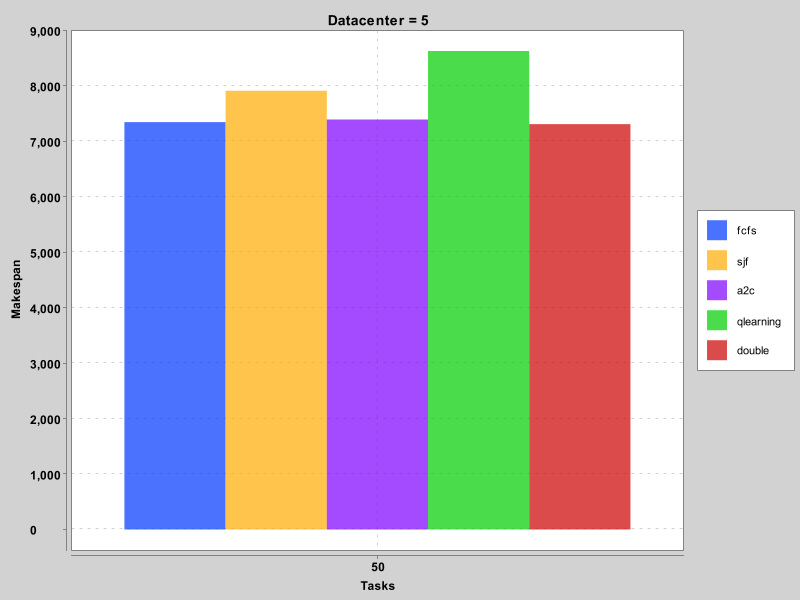 Datacenter = 5
9,000
8,000
7,000
6,000
5,000
4,000
3,000
2,000
1,000
0
Makespan
50
Tasks
fcfs
sjf
a2c
qlearning
double